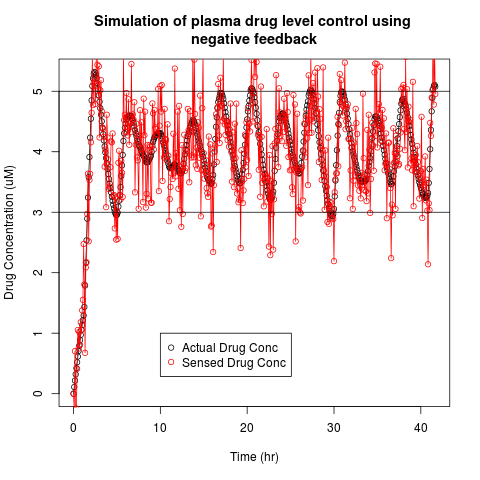 Simulation of plasma drug level control using
negative feedback
Drug Concentration (uM)
5
4
3
2
1
0
Actual Drug Conc
Sensed Drug Conc
0 10 20 30 40
Time (hr)